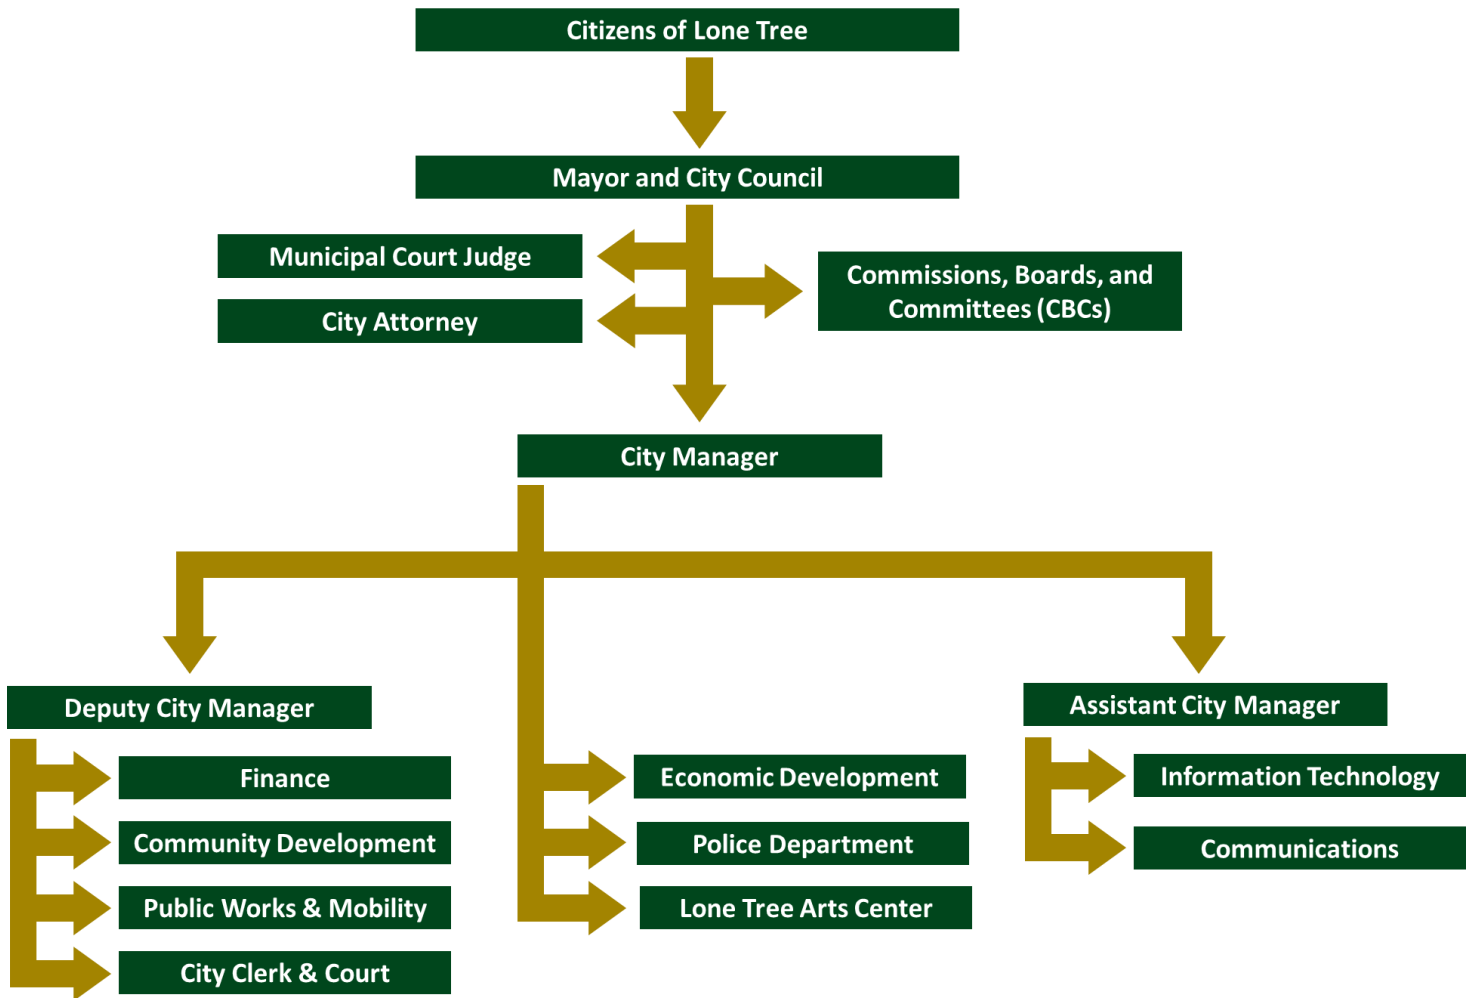 Citizens of Lone Tree
Mayor and City Council
Municipal Court Judge
City Attorney
Commissions, Boards, and
Committees (CBCs)
City Manager
Deputy City Manager
Finance
Community Development
Public Works & Mobility
City Clerk & Court
Economic Development
Police Department
Lone Tree Arts Center
Assistant City Manager
Information Technology
Communications